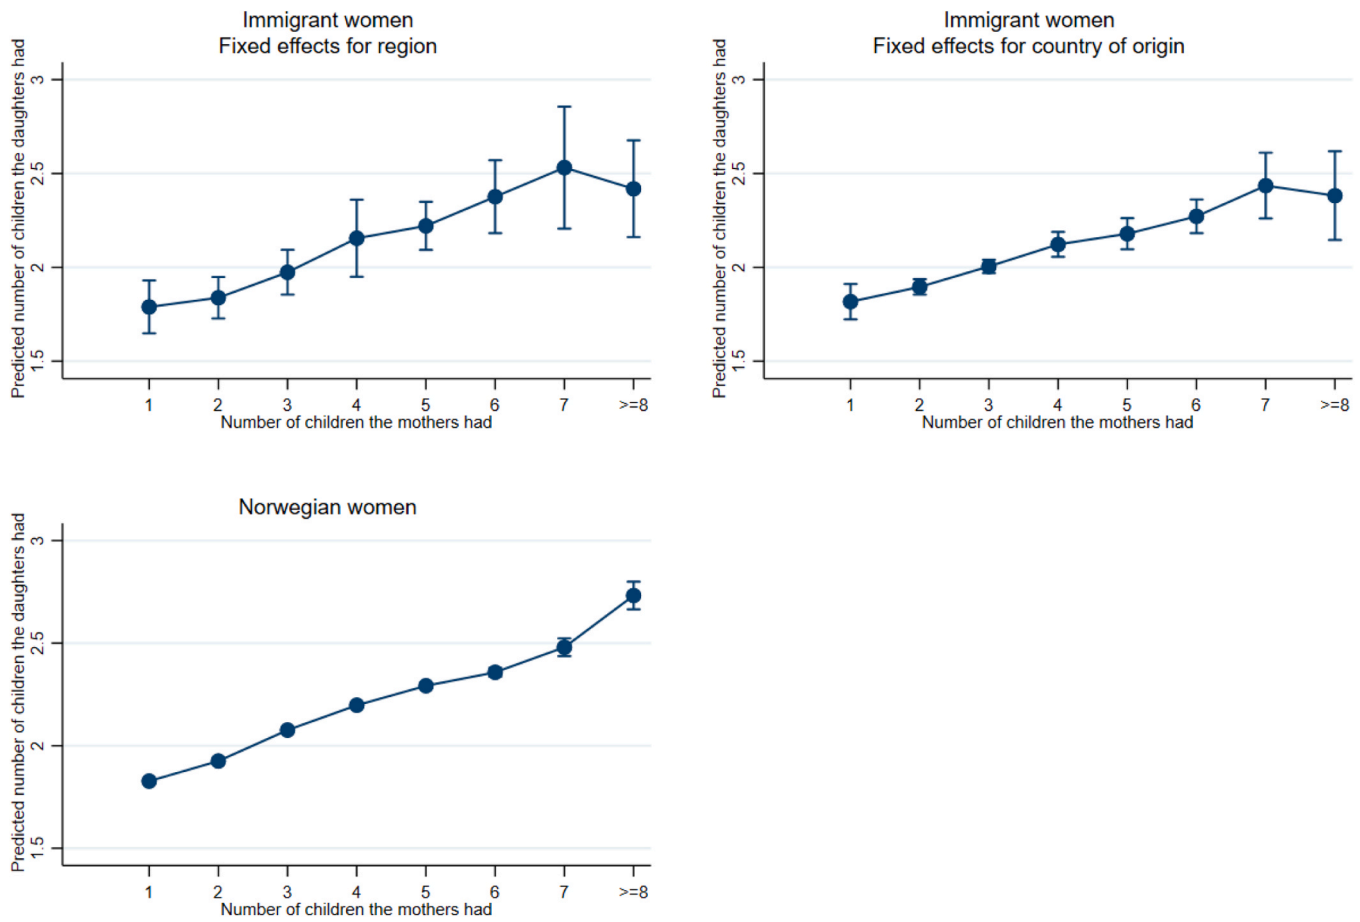 Immigrant women
Fixed effects for region
Predicted number of children the daughters had
3
2.5
2
1.5
1 2 3 4 5 6 7 >=8
Number of children the mothers had
Immigrant women
Fixed effects for country of origin
Predicted number of children the daughters had
3
2.5
2
1.5
1 2 3 4 5 6 7 >=8
Number of children the mothers had
Norwegian women
Predicted number of children the daughters had
3
2.5
2
1.5
1 2 3 4 5 6 7 >=8
Number of children the mothers had